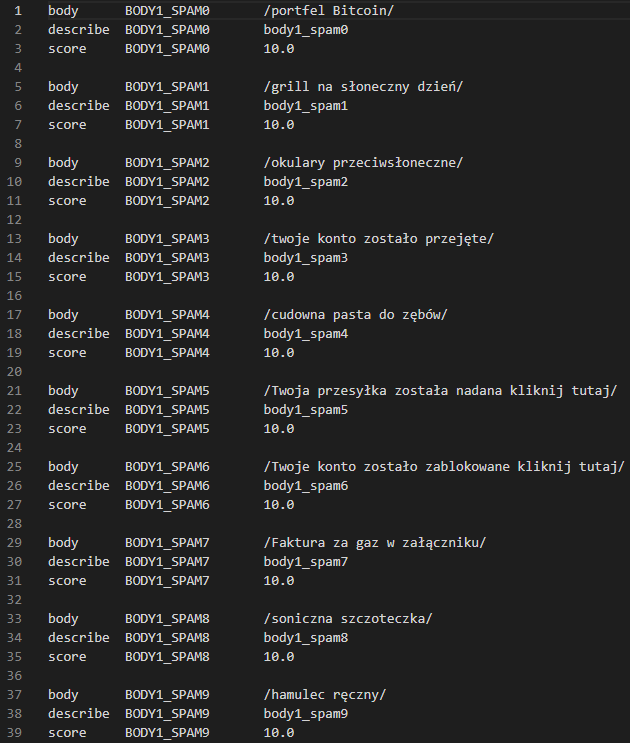 1 body BODY1_SPAM0 /portfel Bitcoin/
2 describe BODY1_SPAM0 body1_spam0
3 score BODY1_SPAM0 10.0
4
5 body BODY1_SPAM1 /grill na słoneczny dzień/
6 describe BODY1_SPAM1 body1_spam1
7 score BODY1_SPAM1 10.0
8
9 body BODY1_SPAM2 /okulary przeciwsłoneczne/
10 describe BODY1_SPAM2 body1_spam2
11 score BODY1_SPAM2 10.0
12
13 body BODY1_SPAM3 /twoje konto zostało przejęte/
14 describe BODY1_SPAM3 body1_spam3
15 score BODY1_SPAM3 10.0
16
17 body BODY1_SPAM4 /cudowna pasta do zębów/
18 describe BODY1_SPAM4 body1_spam4
19 score BODY1_SPAM4 10.0
20
21 body BODY1_SPAM5 /Twoja przesyłka została nadana kliknij tutaj/
22 describe BODY1_SPAM5 body1_spam5
23 score BODY1_SPAM5 10.0
24
25 body BODY1_SPAM6 /Twoje konto zostało zablokowane kliknij tutaj/
26 describe BODY1_SPAM6 body1_spam6
27 score BODY1_SPAM6 10.0
28
29 body BODY1_SPAM7 /Faktura za gaz w załączniku/
30 describe BODY1_SPAM7 body1_spam7
31 score BODY1_SPAM7 10.0
32
33 body BODY1_SPAM8 /soniczna szczoteczka/
34 describe BODY1_SPAM8 body1_spam8
35 score BODY1_SPAM8 10.0
36
37 body BODY1_SPAM9 /hamulec ręczny/
38 describe BODY1_SPAM9 body1_spam9
39 score BODY1_SPAM9 10.0